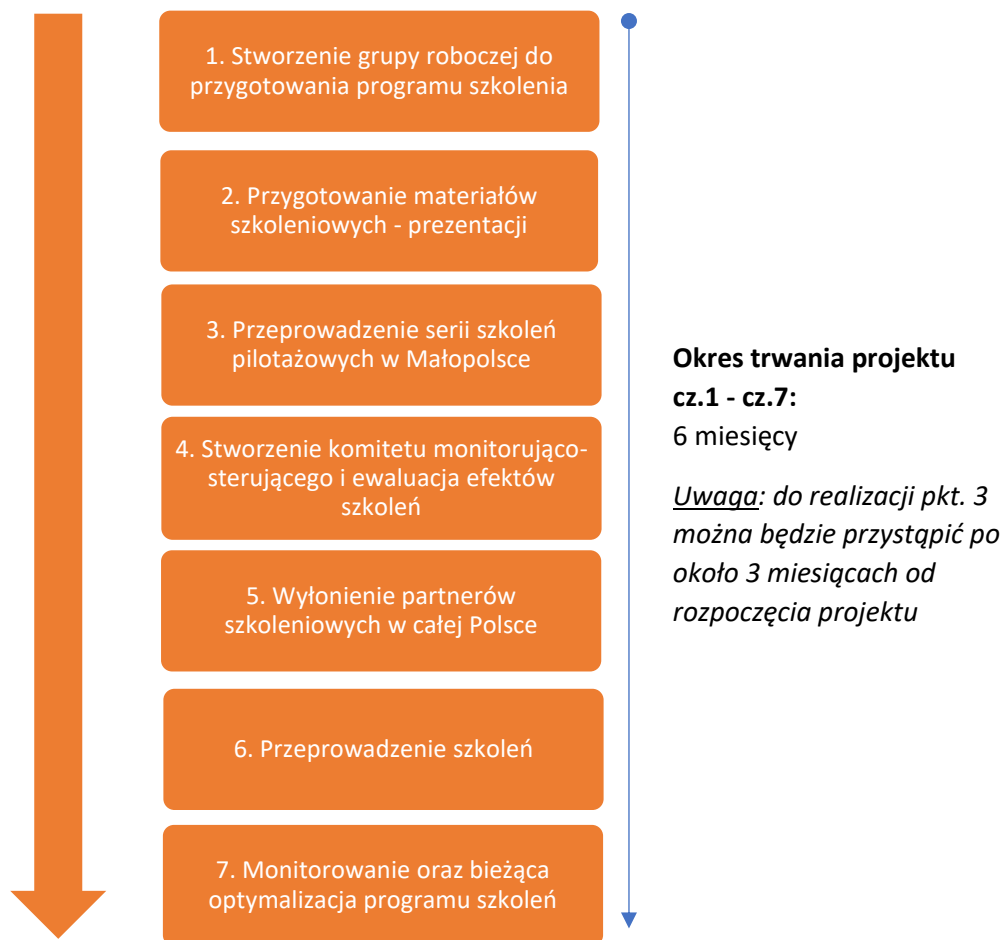 1. Stworzenie grupy roboczej do
przygotowania programu szkolenia
2. Przygotowanie materiałów
szkoleniowych - prezentacji
3. Przeprowadzenie serii szkoleń
pilotażowych w Małopolsce
4. Stworzenie komitetu monitorująco-
sterującego i ewaluacja efektów
szkoleń
5. Wyłonienie partnerów
szkoleniowych w całej Polsce
6. Przeprowadzenie szkoleń
7. Monitorowanie oraz bieżąca
optymalizacja programu szkoleń
Okres trwania projektu
cz.1 - cz.7:
6 miesięcy
Uwaga: do realizacji pkt. 3
można będzie przystąpić po
około 3 miesiącach od
rozpoczęcia projektu